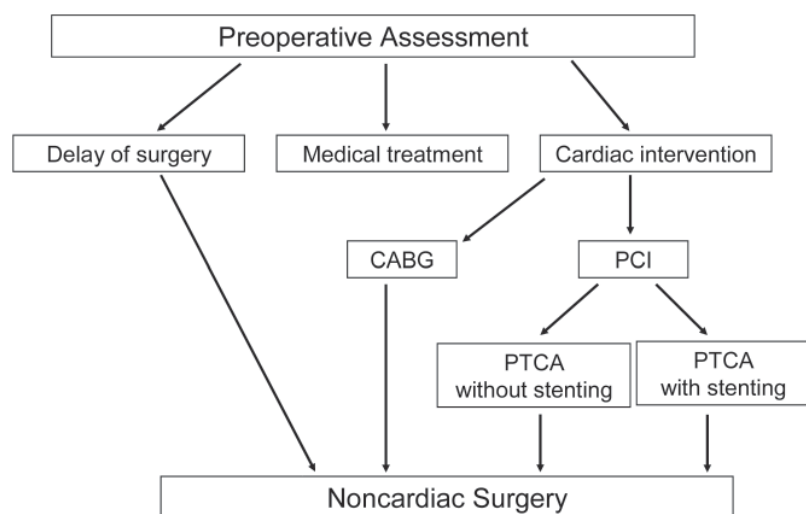 Preoperative Assessment
Delay of surgery
Medical treatment
Cardiac intervention
CABG
PCI
PTCA
without stenting
PTCA
with stenting
Noncardiac Surgery